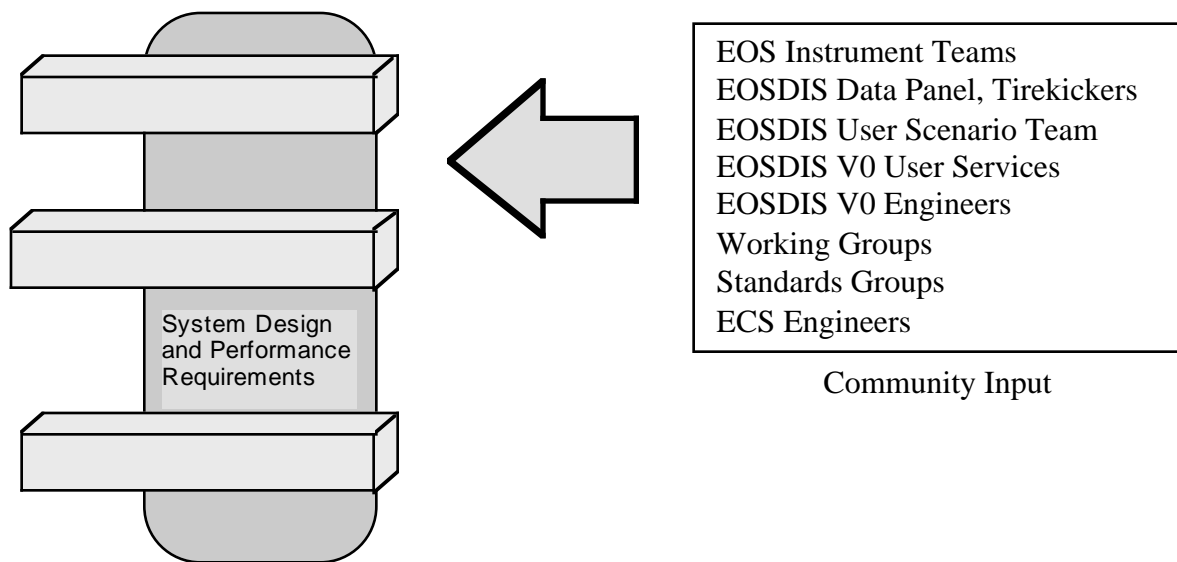 System Design
and Performance
Requirements
EOS Instrument Teams
EOSDIS Data Panel, Tirekickers
EOSDIS User Scenario Team
EOSDIS V0 User Services
EOSDIS V0 Engineers
Working Groups
Standards Groups
ECS Engineers
Community Input